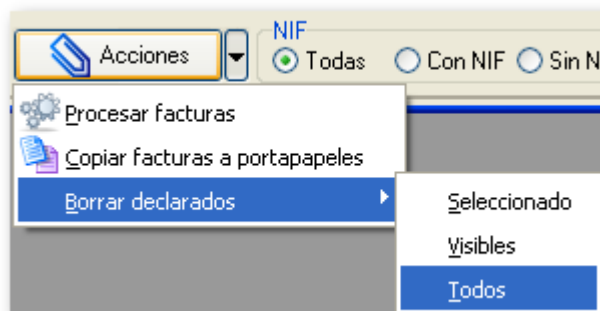 NIF
Acciones
Todas Con NIF Sin N
Procesar facturas
Copiar facturas a portapapeles
Borrar declarados
Seleccionado
Visibles
Todos